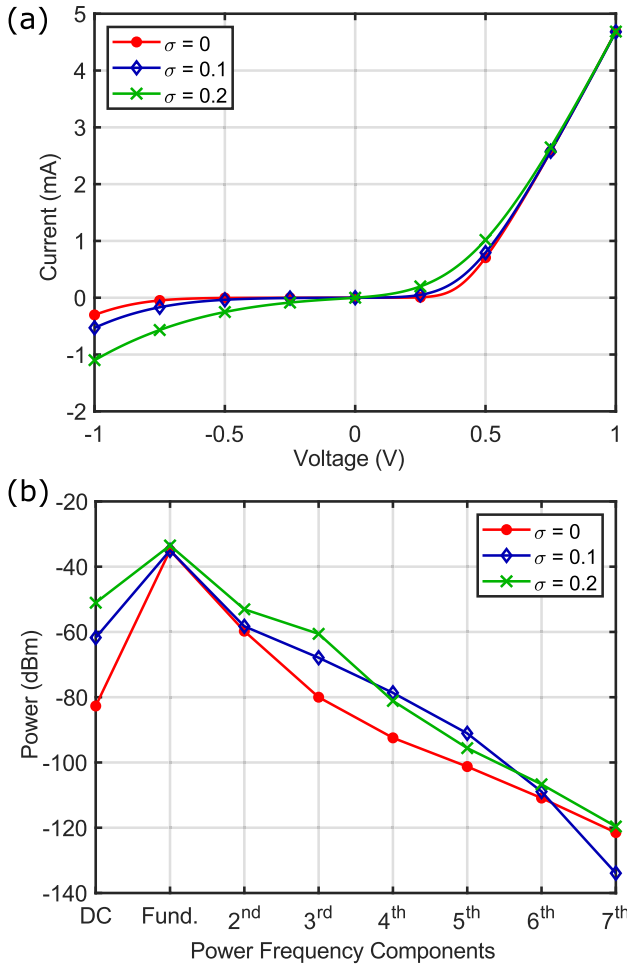 (a)
5
4
3
2
1
0
-1
-2
Current (mA)
σ = 0
σ = 0.1
σ = 0.2
-1 -0.5 0 0.5 1
Voltage (V)
(b)
-20
-40
-60
-80
-100
-120
-140
Power (dBm)
σ = 0
σ = 0.1
σ = 0.2
DC Fund. 2nd 3rd 4th 5th 6th 7th
Power Frequency Components